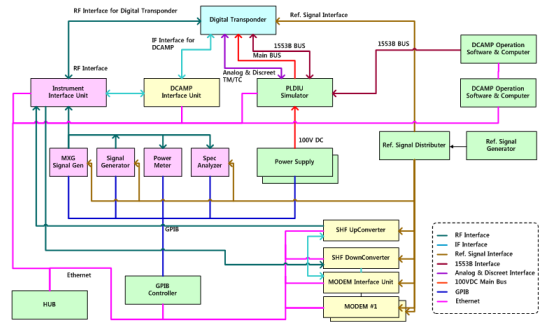 RF Interface for Digital Transponder
Digital Transponder
Ref. Signal Interface
IF Interface for
DCAMP
1553B BUS
Main BUS
1553B BUS
DCAMP Operation
Software & Computer
RF Interface
Analog & Discreet
TM/TC
Instrument
Interface Unit
DCAMP
Interface Unit
PLDIU
Simulator
DCAMP Operation
Software & Computer
100V DC
MXG
Signal Gen
Signal
Generator
Power
Meter
Spec
Analyzer
Power Supply
Ref. Signal Distributer
Ref. Signal
Generator
GPIB
SHF UpConverter
SHF DownConverter
MODEM Interface Unit
MODEM #1
Ethernet
HUB
GPIB
Controller
RF Interface
IF Interface
Ref. Signal Interface
1553B Interface
Analog & Discreet Interface
100VDC Main Bus
GPIB
Ethernet